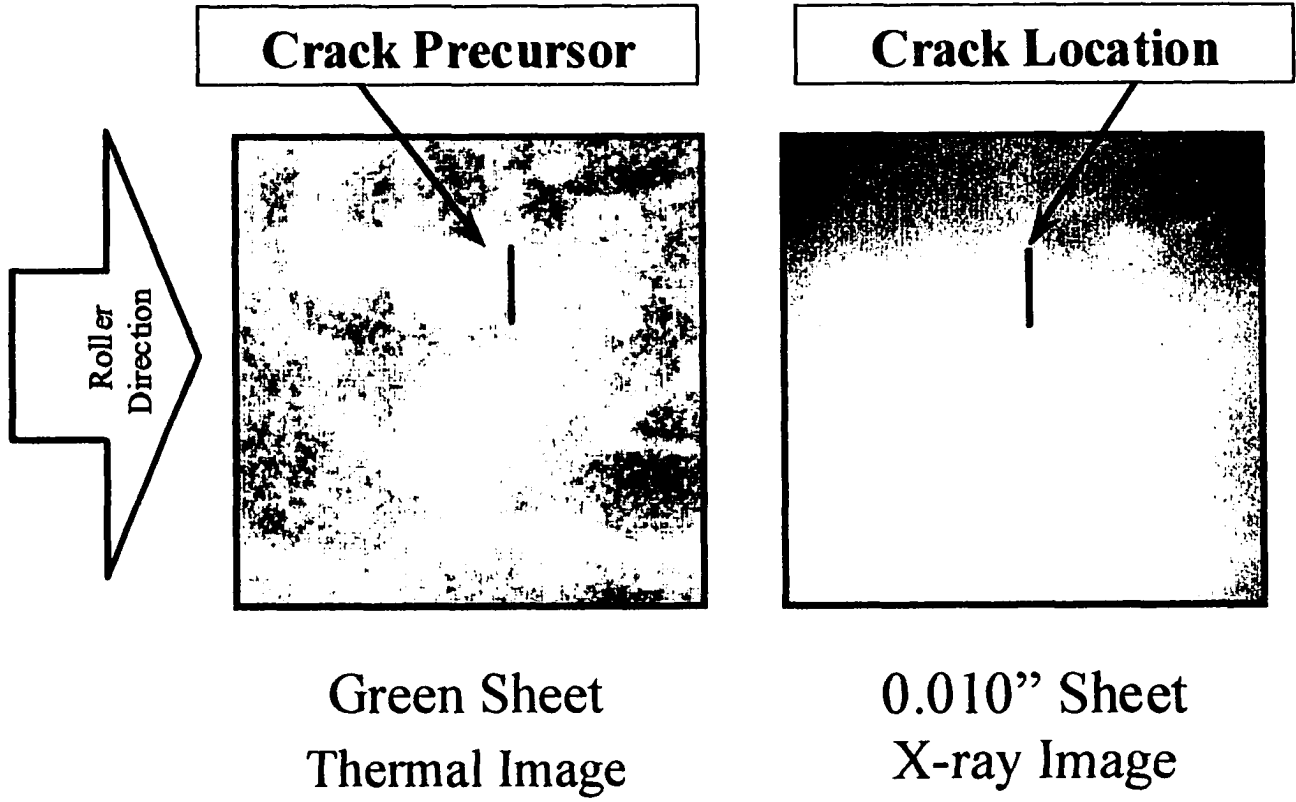 Crack Precursor
Crack Location
Roller
Direction
Green Sheet
Thermal Image
0.010” Sheet
X-ray Image